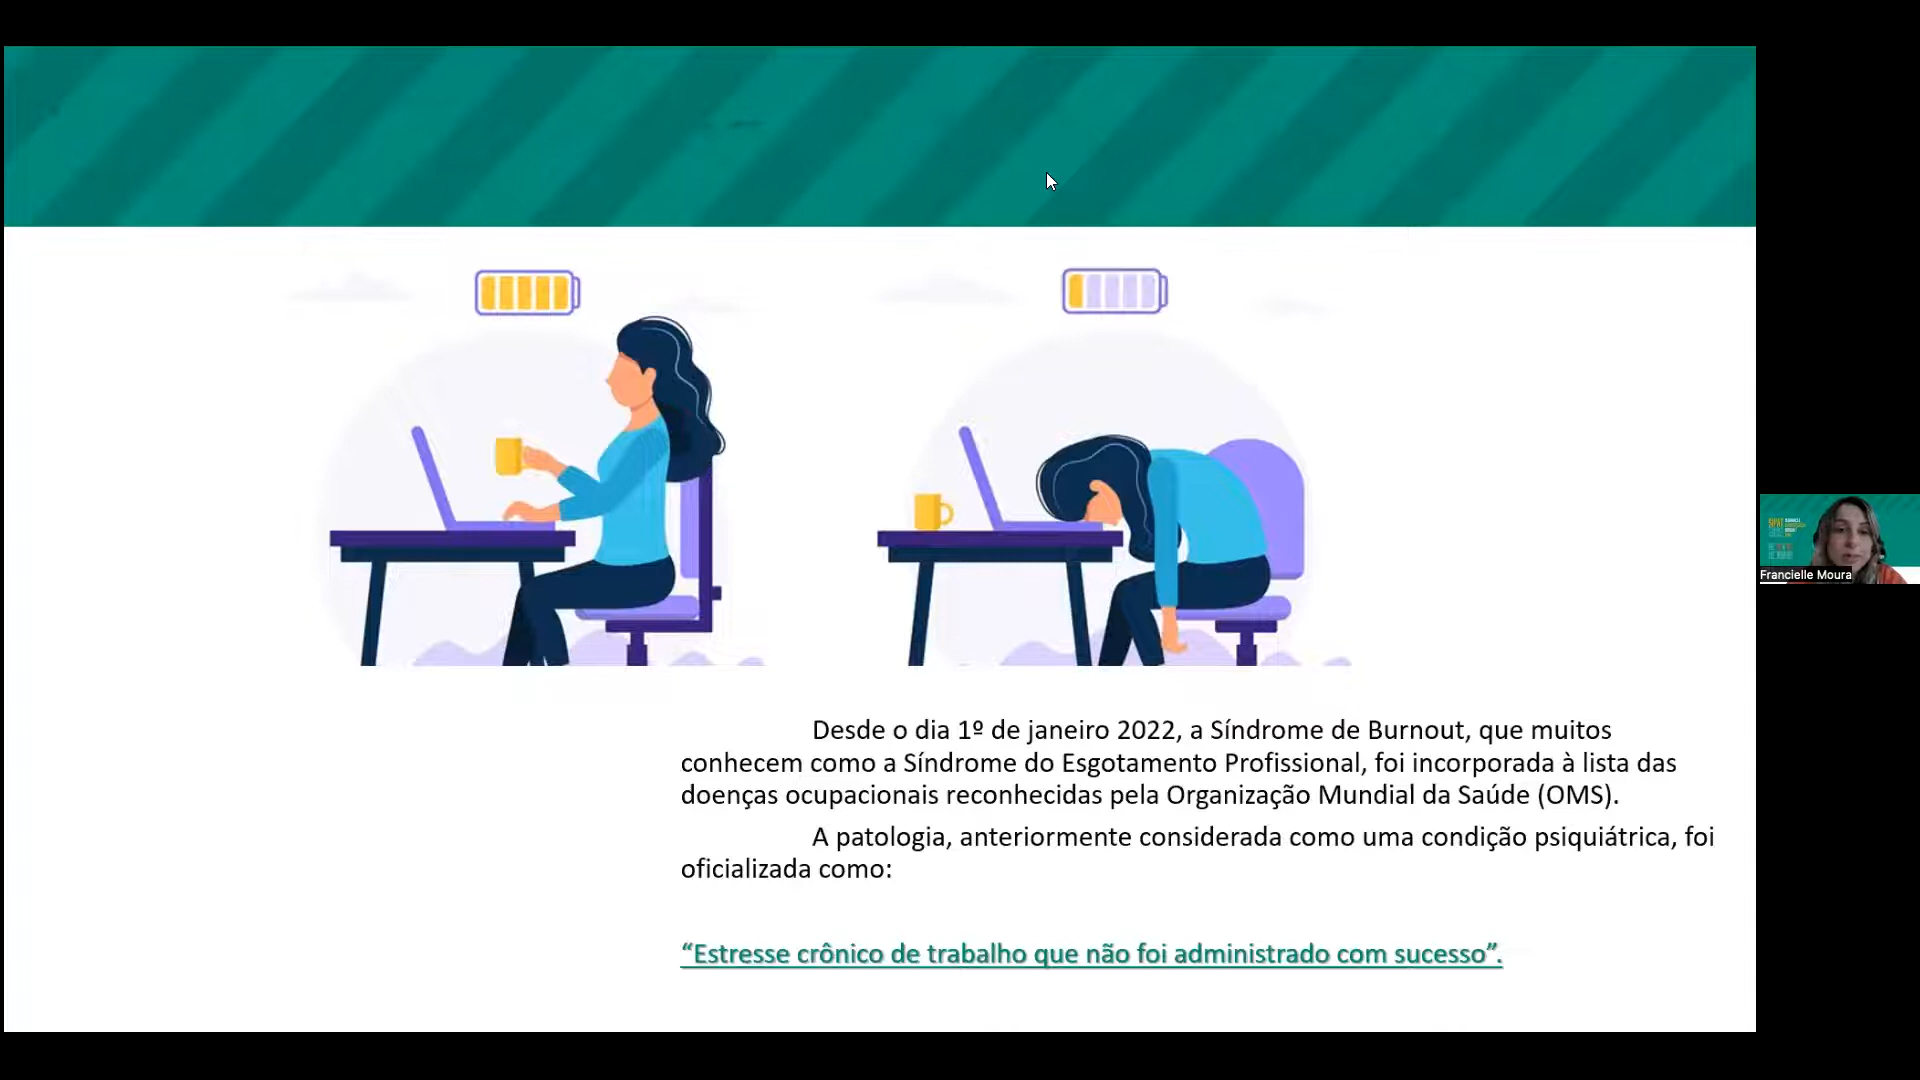 Desde o dia 1º de janeiro 2022, a Síndrome de Burnout, que muitos
conhecem como a Síndrome do Esgotamento Profissional, foi incorporada à lista das
doenças ocupacionais reconhecidas pela Organização Mundial da Saúde (OMS).
A patologia, anteriormente considerada como uma condição psiquiátrica, foi
oficializada como:
“Estresse crônico de trabalho que não foi administrado com sucesso”.
SIPAT
Francielle Moura